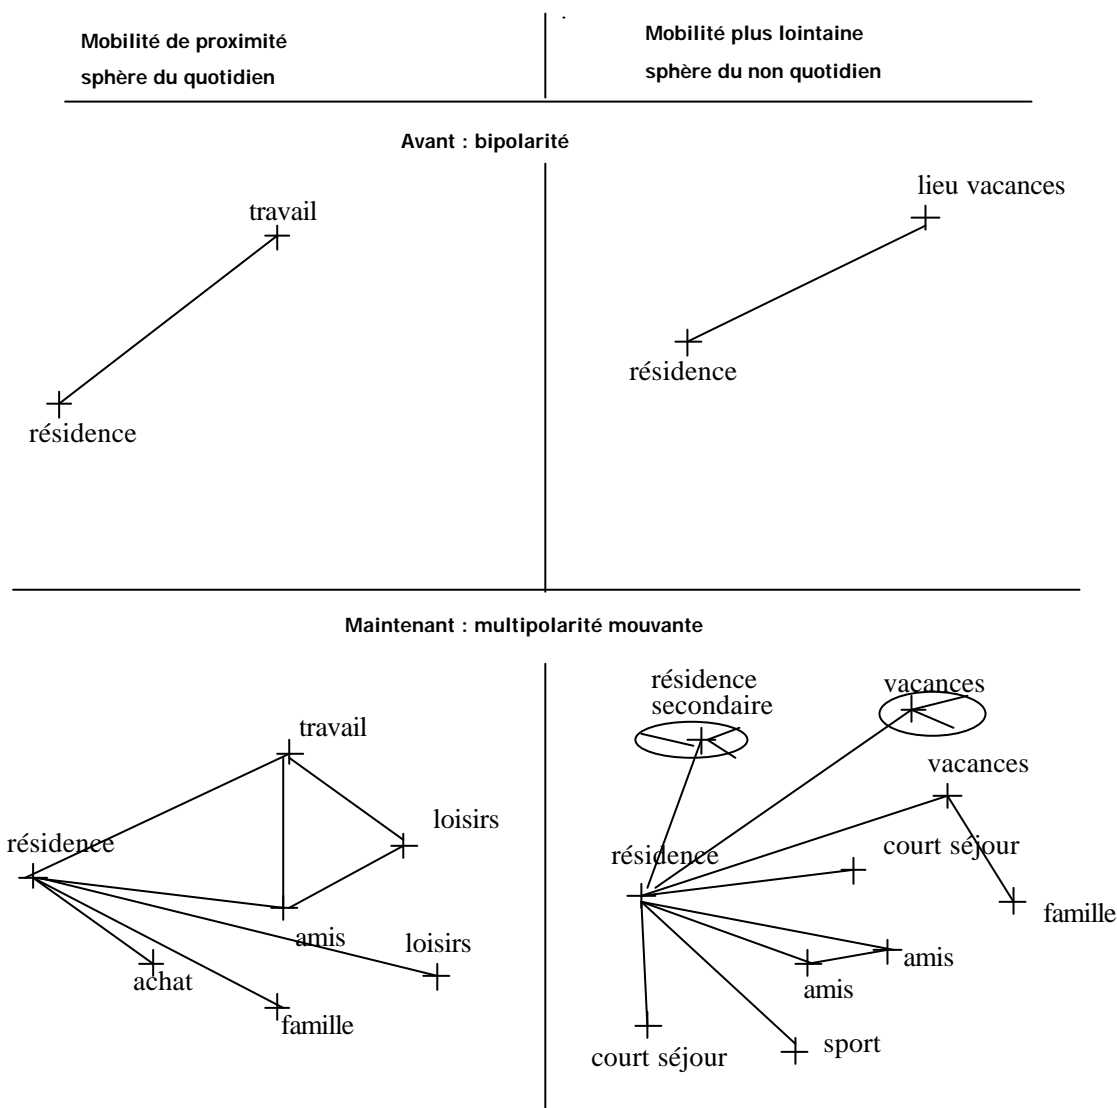 Mobilité de proximité
sphère du quotidien
Mobilité plus lointaine
sphère du non quotidien
Avant : bipolarité
travail
résidence
lieu vacances
résidence
Maintenant : multipolarité mouvante
travail
loisirs
résidence
amis
loisirs
achat
famille
résidence
secondaire
vacances
vacances
court séjour
résidence
famille
amis
amis
court séjour
sport